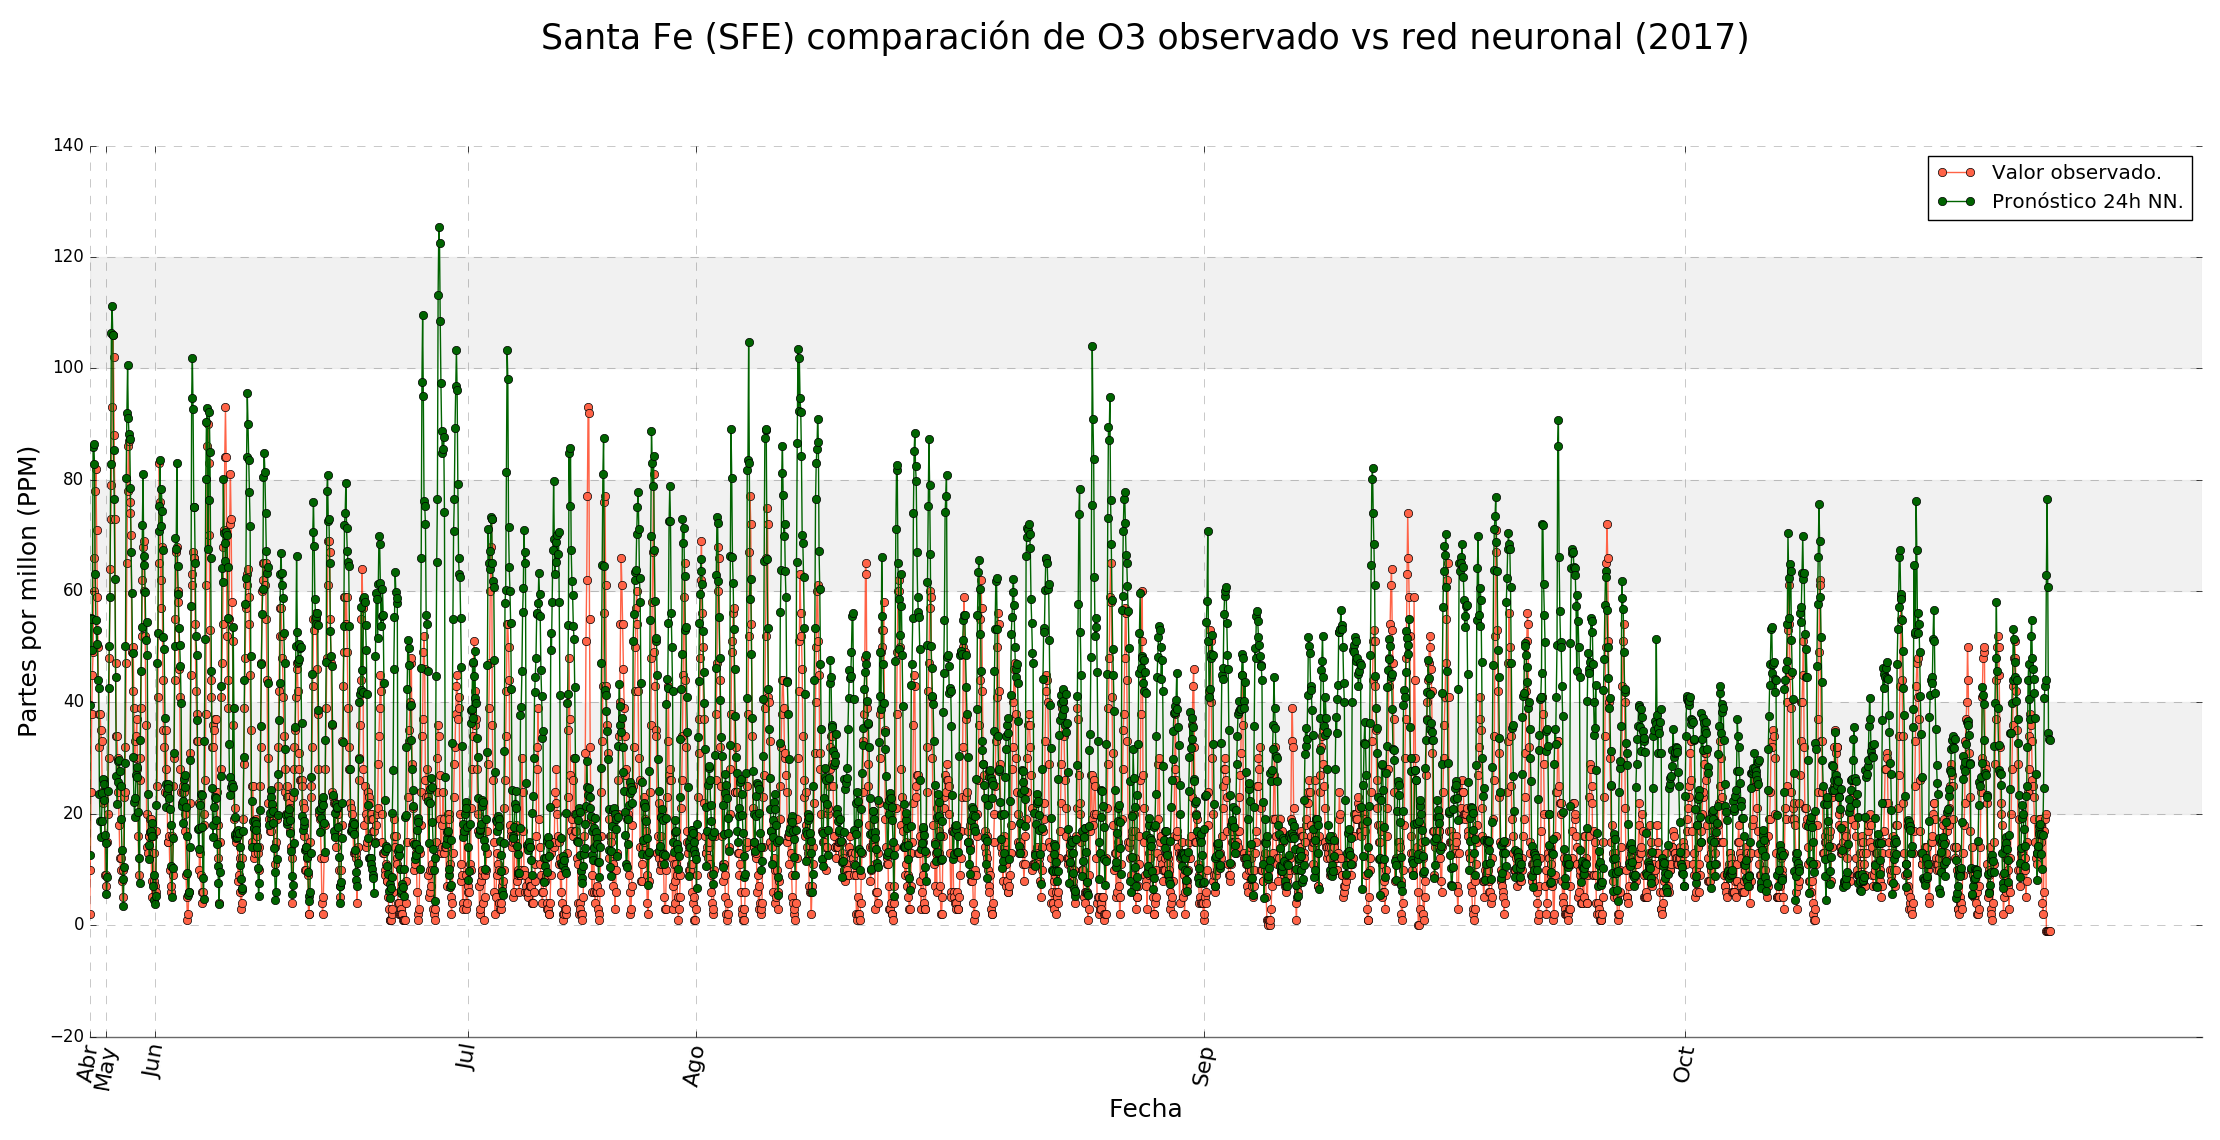 Santa Fe (SFE) comparación de O3 observado vs red neuronal (2017)
Valor observado.
Pronóstico 24h NN.
140
120
100
80
60
40
20
0
−20
Partes por millon (PPM)
Abr
May
Jun
Jul
Ago
Sep
Oct
Fecha